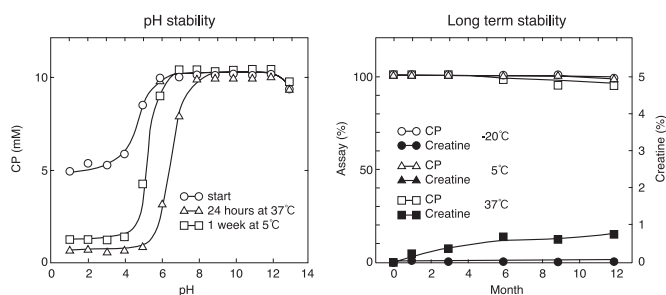 pH stability
CP (mM)
10
5
0
0 2 4 6 8 10 12 14
pH
start
24 hours at 37℃
1 week at 5℃
Long term stability
Assay (%)
100
50
0
CP
Creatine
-20℃
CP
Creatine
5℃
CP
Creatine
37℃
5
4
3
2
1
0
Creatine (%)
0 2 4 6 8 10 12
Month